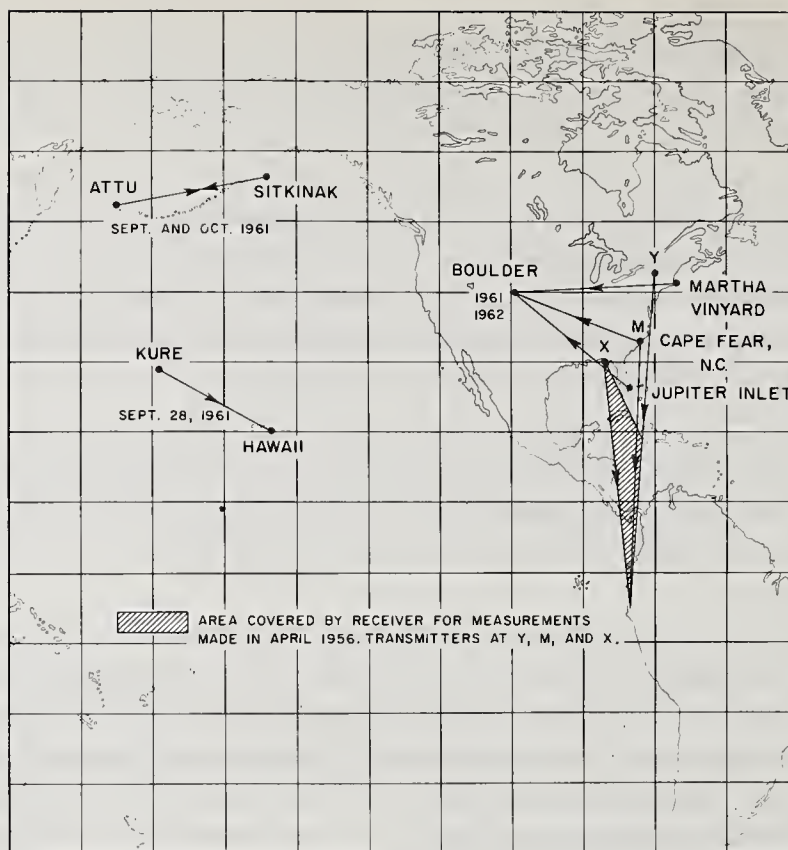 ATTU
SITKINAK
SEPT. AND OCT. 1961
BOULDER
1961
1962
Y
MARTHA
VINYARD
M
CAPE FEAR,
N.C.
X
JUPITER INLET
KURE
SEPT. 28, 1961
HAWAII
AREA COVERED BY RECEIVER FOR MEASUREMENTS
MADE IN APRIL 1956. TRANSMITTERS AT Y, M, AND X.